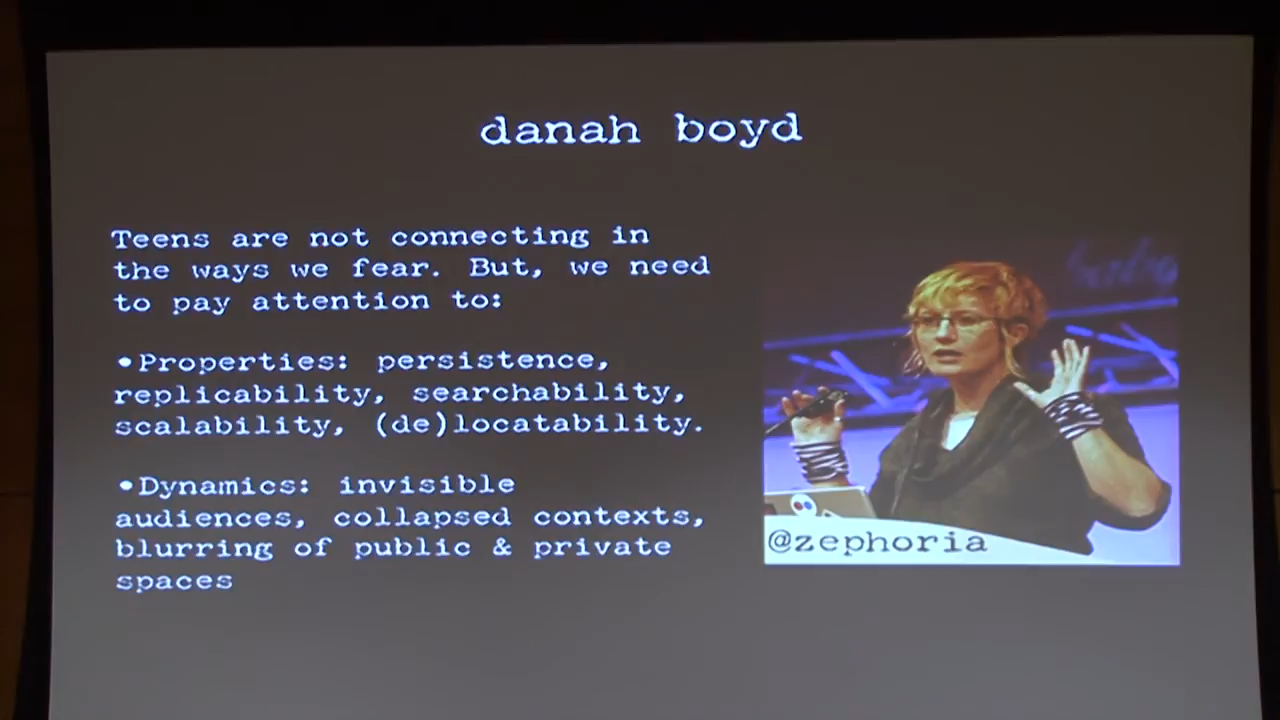 danah boyd
Teens are not connecting in
the ways we fear. But, we need
to pay attention to:
•Properties: persistence,
replicability, searchability,
scalability, (de)locatability.
•Dynamics: invisible
audiences, collapsed contexts,
blurring of public & private
spaces
@zephoria